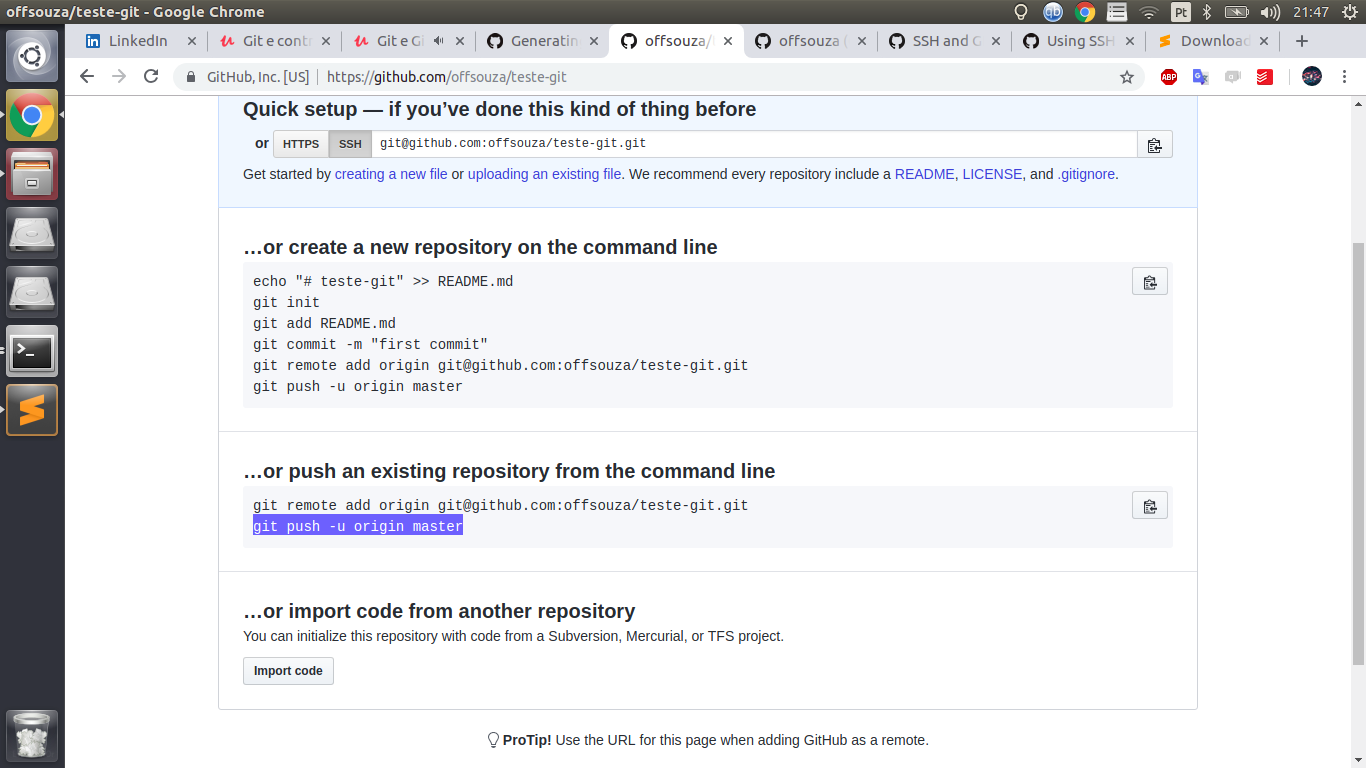 offsouza/teste-git - Google Chrome
Pt
21:47
LinkedIn
Git e cont
Git e Gi
Generatin
offsouza/t
offsouza (
SSH and G
Using SSH
Download
GitHub, Inc. [US]
https://github.com/offsouza/teste-git
ABP
Quick setup — if you’ve done this kind of thing before
or HTTPS SSH git@github.com:offsouza/teste-git.git
Get started by creating a new file or uploading an existing file. We recommend every repository include a README, LICENSE, and .gitignore.
…or create a new repository on the command line
echo "# teste-git" >> README.md
git init
git add README.md
git commit -m "first commit"
git remote add origin git@github.com:offsouza/teste-git.git
git push -u origin master
…or push an existing repository from the command line
git remote add origin git@github.com:offsouza/teste-git.git
git push -u origin master
…or import code from another repository
You can initialize this repository with code from a Subversion, Mercurial, or TFS project.
Import code
ProTip! Use the URL for this page when adding GitHub as a remote.